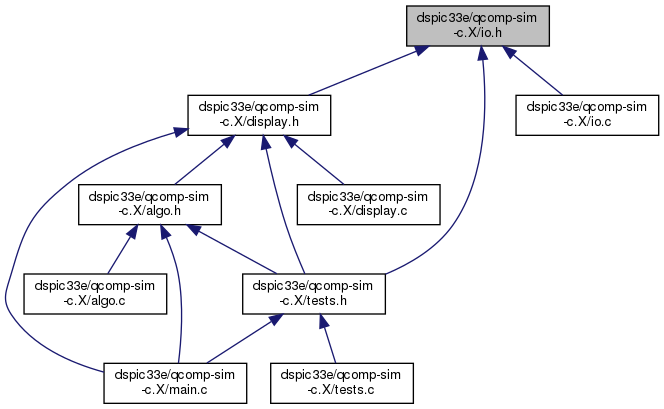 dspic33e/qcomp-sim
-c.X/io.h
dspic33e/qcomp-sim
-c.X/display.h
dspic33e/qcomp-sim
-c.X/io.c
dspic33e/qcomp-sim
-c.X/algo.h
dspic33e/qcomp-sim
-c.X/display.c
dspic33e/qcomp-sim
-c.X/algo.c
dspic33e/qcomp-sim
-c.X/tests.h
dspic33e/qcomp-sim
-c.X/main.c
dspic33e/qcomp-sim
-c.X/tests.c